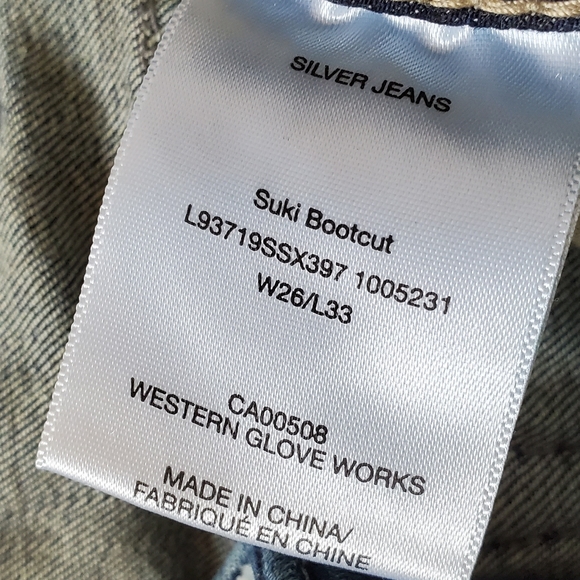 SILVER JEANS
Suki Bootcut
L93719SSX397 1005231
W26/L33
CA00508
WESTERN GLOVE WORKS
MADE IN CHINA/
FABRIQUÉ EN CHINE